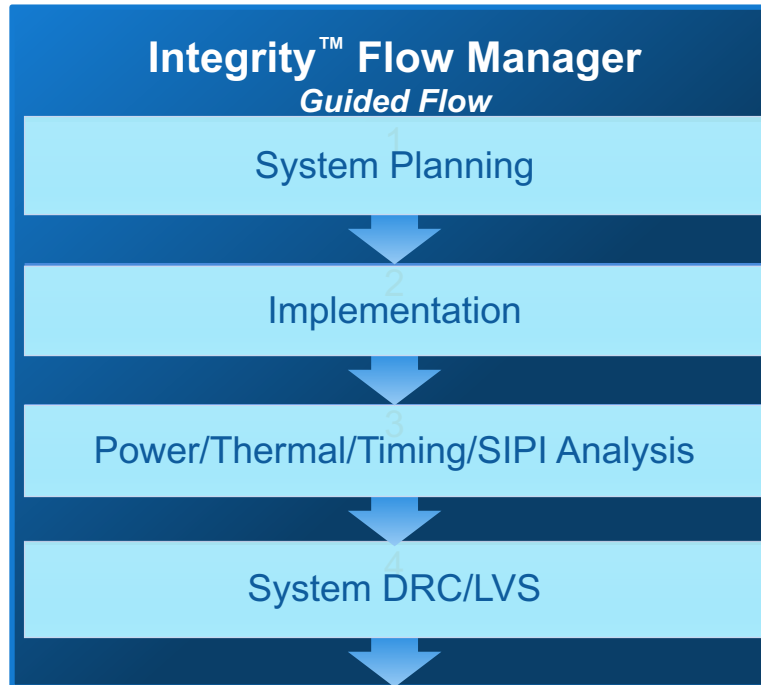 Integrity™ Flow Manager
Guided Flow
1
System Planning
2
Implementation
3
Power/Thermal/Timing/SIPI Analysis
4
System DRC/LVS